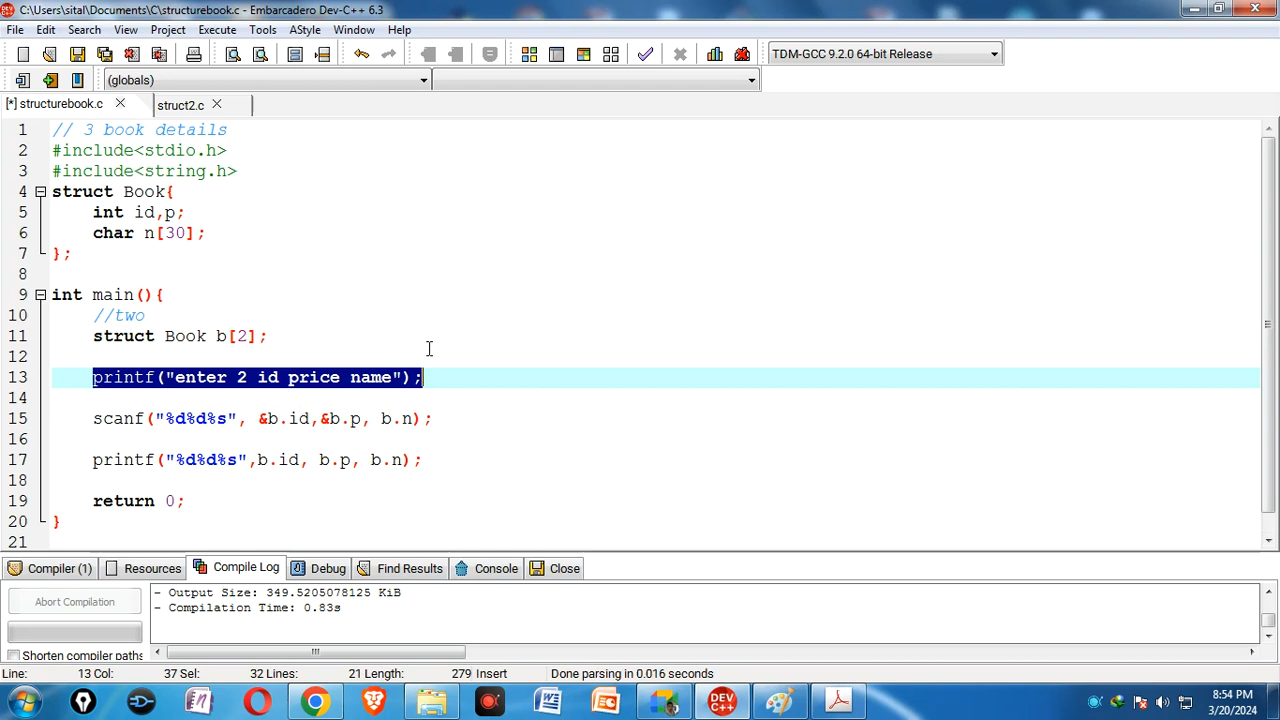 C:\Users\sital\Documents\C\structurebook.c - Embarcadero Dev-C++ 6.3
File Edit Search View Project Execute Tools AStyle Window Help
TDM-GCC 9.2.0 64-bit Release
(globals)
[*] structurebook.c struct2.c
1 // 3 book details
2 #include<stdio.h>
3 #include<string.h>
4 struct Book{
5 int id,p;
6 char n[30];
7 };
8
9 int main(){
10 //two
11 struct Book b[2];
12
13 printf("enter 2 id price name");
14
15 scanf("%d%d%s", &b.id,&b.p, b.n);
16
17 printf("%d%d%s",b.id, b.p, b.n);
18
19 return 0;
20 }
21
Compiler (1) Resources Compile Log Debug Find Results Console Close
Abort Compilation
Shorten compiler paths
- Output Size: 349.5205078125 KiB
- Compilation Time: 0.83s
Line: 13 Col: 37 Sel: 32 Lines: 21 Length: 279 Insert Done parsing in 0.016 seconds
8:54 PM
3/20/2024